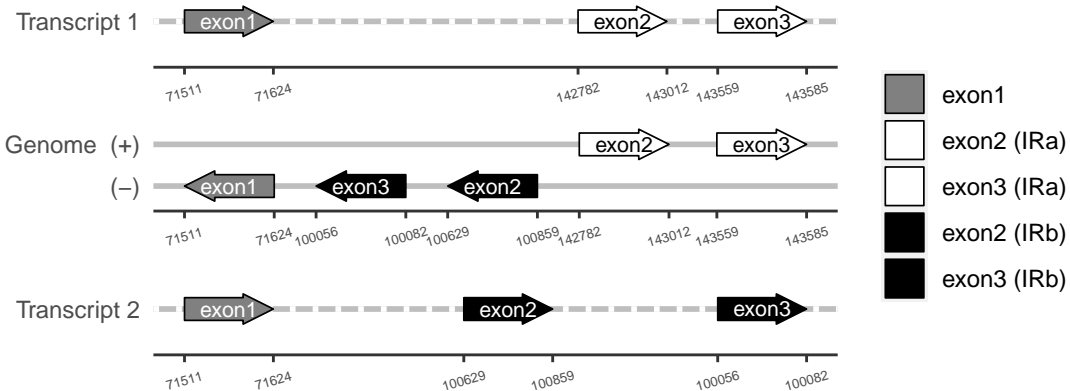 Transcript 1 exon1 exon2 exon3
71511 71624 142782 143012 143559 143585
Genome (+) exon2 exon3
(−) exon1 exon3 exon2
71511 71624 100056 100082 100629 100859 142782 143012 143559 143585
Transcript 2 exon1 exon2 exon3
71511 71624 100629 100859 100056 100082
exon1
exon2 (IRa)
exon3 (IRa)
exon2 (IRb)
exon3 (IRb)